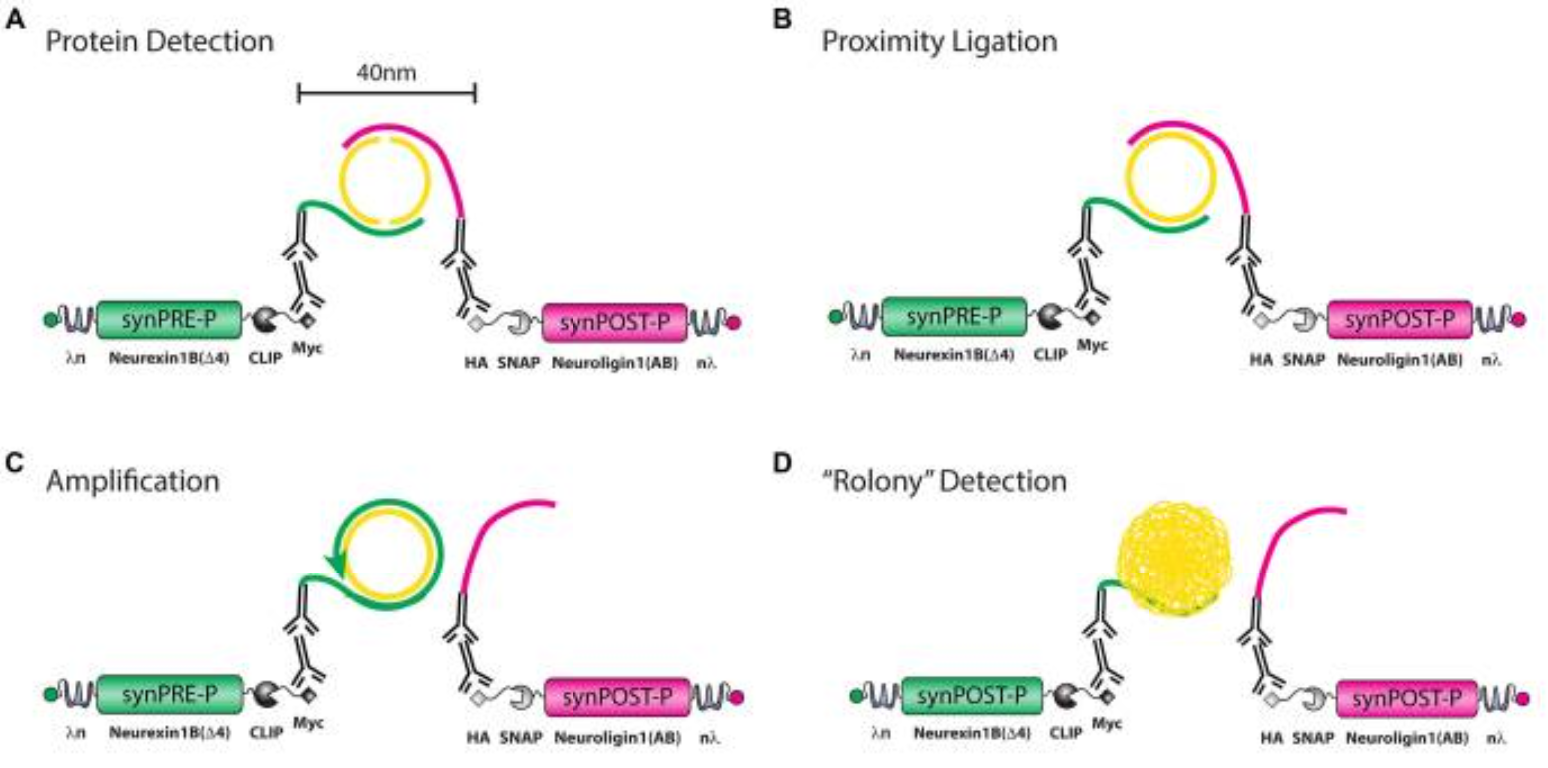 A
Protein Detection
40nm
synPRE-P
synPOST-P
λn Neurexin1B(Δ4) CLIP Myc
HA SNAP Neuroligin1(AB) nλ
B
Proximity Ligation
synPRE-P
synPOST-P
λn Neurexin1B(Δ4) CLIP Myc
HA SNAP Neuroligin1(AB) nλ
C
Amplification
synPRE-P
synPOST-P
λn Neurexin1B(Δ4) CLIP Myc
HA SNAP Neuroligin1(AB) nλ
D
“Rolony” Detection
synPOST-P
synPOST-P
λn Neurexin1B(Δ4) CLIP Myc
HA SNAP Neuroligin1(AB) nλ